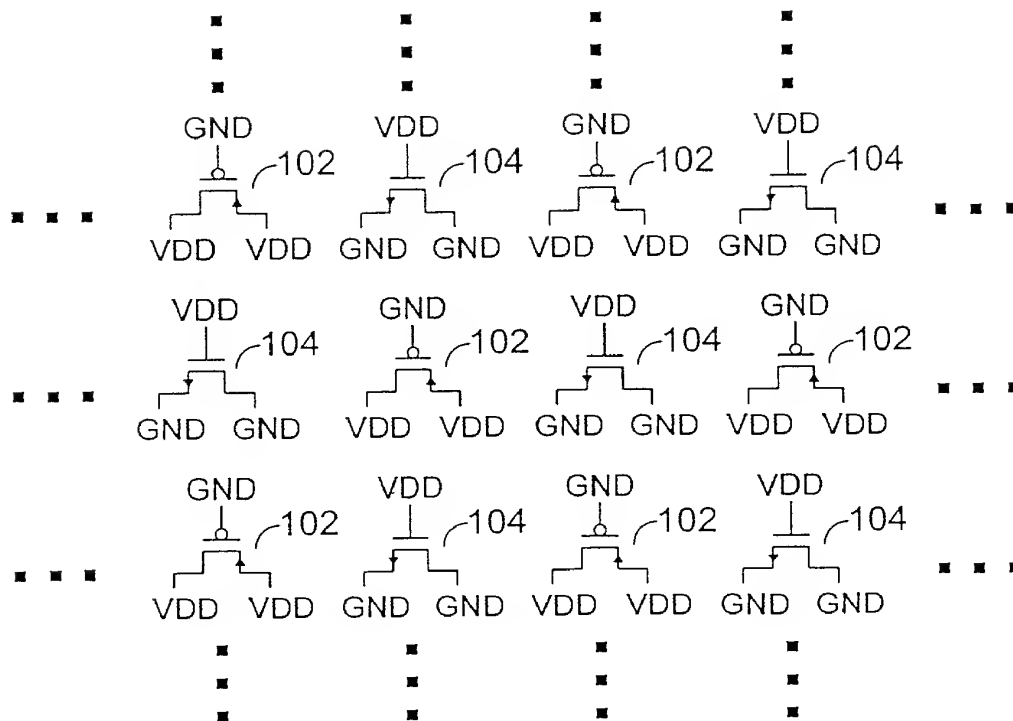 GND VDD GND VDD
102 104 102 104
VDD VDD GND GND VDD VDD GND GND
VDD GND VDD GND
104 102 104 102
GND GND VDD VDD GND GND VDD VDD
GND VDD GND VDD
102 104 102 104
VDD VDD GND GND VDD VDD GND GND